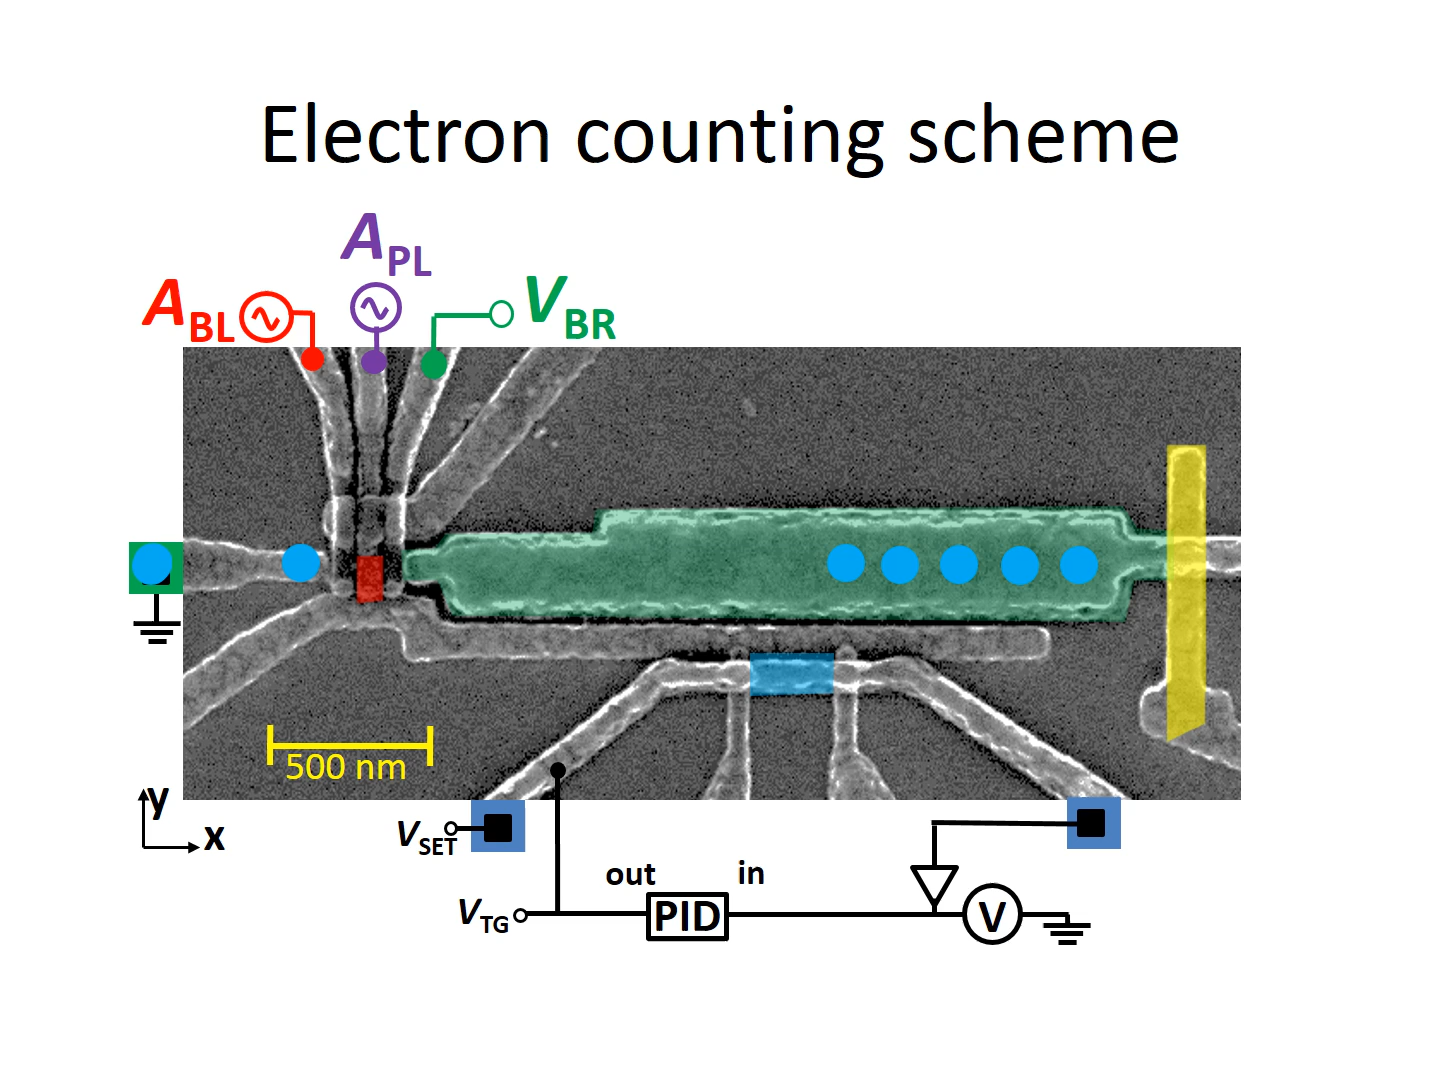 Electron counting scheme
A_PL
A_BL
V_BR
500 nm
y
x
V_SET
out
in
V_TG
PID
V